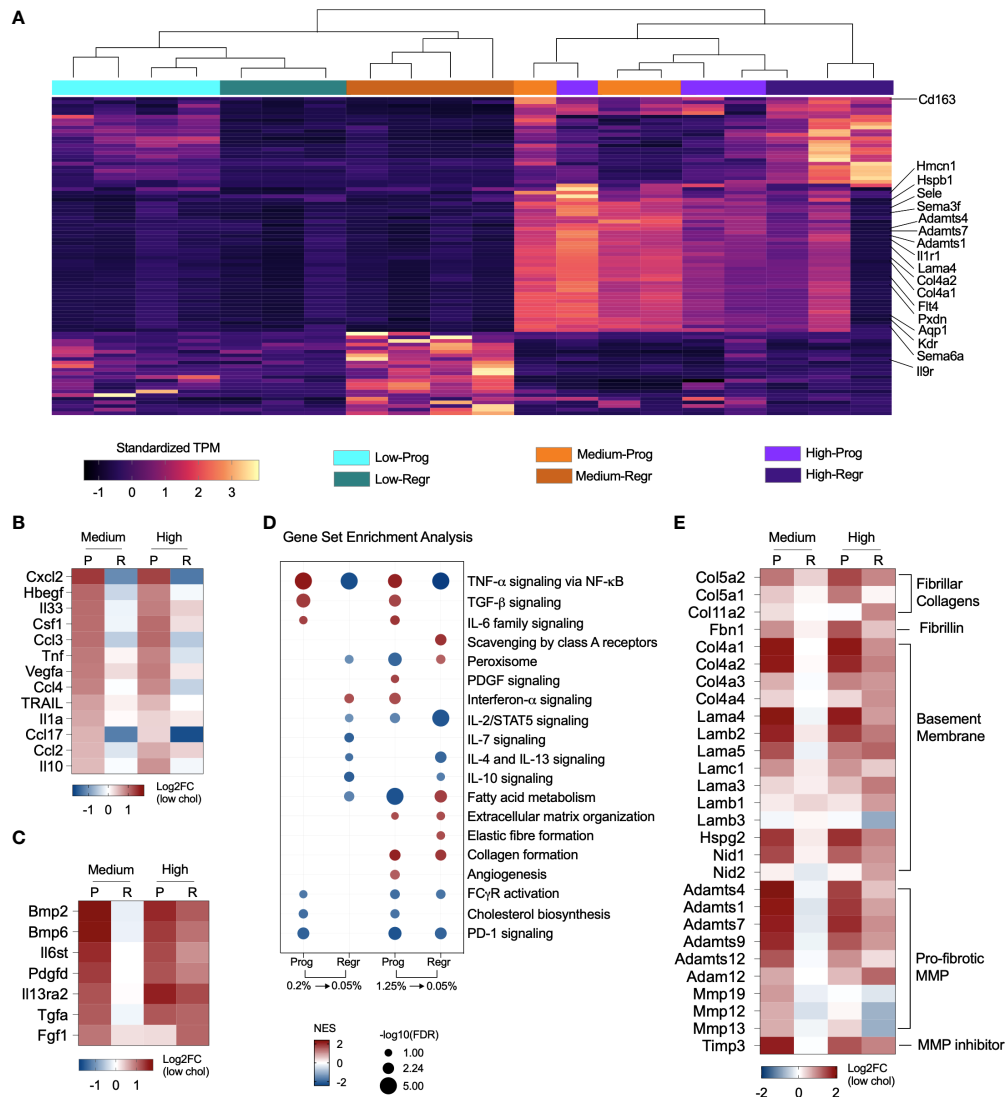 A
Cd163
Hmcn1
Hspb1
Sele
Sema3f
Adamts4
Adamts7
Adamts1
Il1r1
Lama4
Col4a2
Col4a1
Flt4
Pxdn
Aqp1
Kdr
Sema6a
Il9r
Standardized TPM
-1 0 1 2 3
Low-Prog
Low-Regr
Medium-Prog
Medium-Regr
High-Prog
High-Regr
B
Medium High
P R P R
Cxcl2
Hbegf
Il33
Csf1
Ccl3
Tnf
Vegfa
Ccl4
TRAIL
Il1a
Ccl17
Ccl2
Il10
Log2FC
(low chol)
-1 0 1
C
Medium High
P R P R
Bmp2
Bmp6
Il6st
Pdgfd
Il13ra2
Tgfa
Fgf1
Log2FC
(low chol)
-1 0 1
D
Gene Set Enrichment Analysis
TNF-α signaling via NF-κB
TGF-β signaling
IL-6 family signaling
Scavenging by class A receptors
Peroxisome
PDGF signaling
Interferon-α signaling
IL-2/STAT5 signaling
IL-7 signaling
IL-4 and IL-13 signaling
IL-10 signaling
Fatty acid metabolism
Extracellular matrix organization
Elastic fibre formation
Collagen formation
Angiogenesis
FCγR activation
Cholesterol biosynthesis
PD-1 signaling
Prog Regr Prog Regr
0.2% → 0.05% 1.25% → 0.05%
NES
2
0
-2
-log10(FDR)
1.00
2.24
5.00
E
Medium High
P R P R
Col5a2
Col5a1
Col11a2
Fbn1
Col4a1
Col4a2
Col4a3
Col4a4
Lama4
Lamb2
Lama5
Lamc1
Lama3
Lamb1
Lamb3
Hspg2
Nid1
Nid2
Adamts4
Adamts1
Adamts7
Adamts9
Adamts12
Adam12
Mmp19
Mmp12
Mmp13
Timp3
Fibrillar
Collagens
Fibrillin
Basement
Membrane
Pro-fibrotic
MMP
MMP inhibitor
Log2FC
(low chol)
-2 0 2